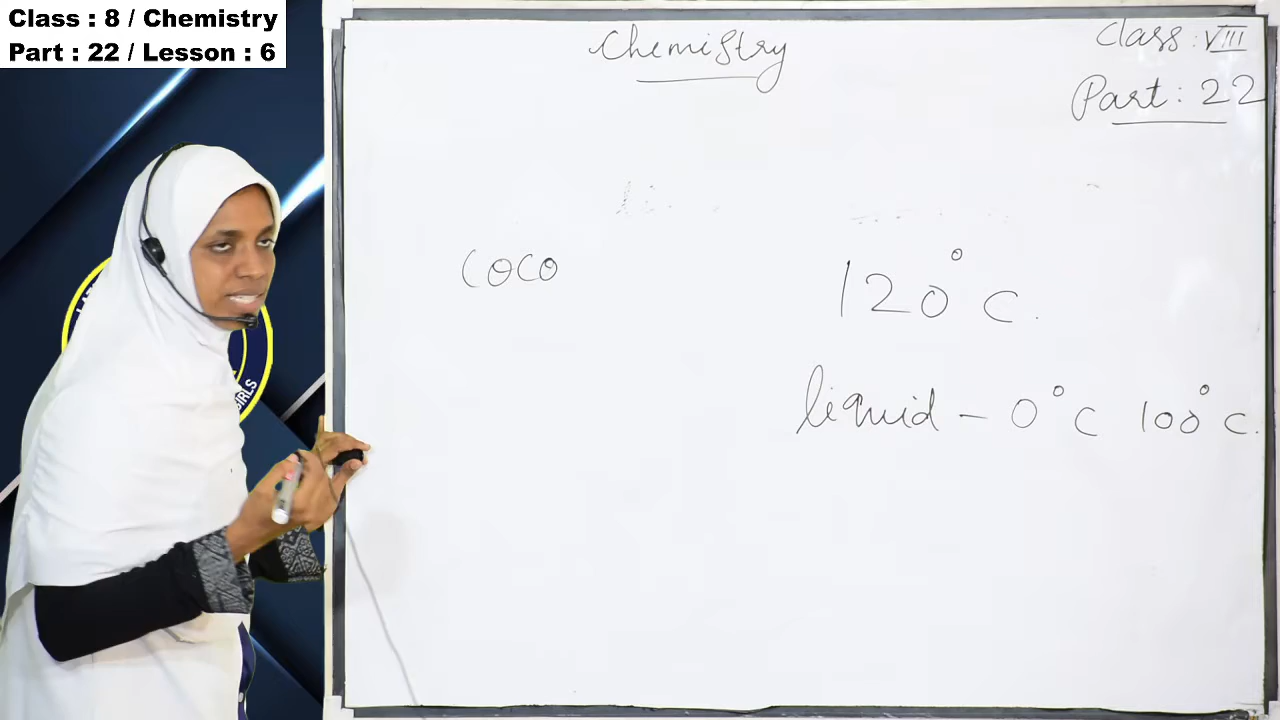 Class : 8 / Chemistry
Part : 22 / Lesson : 6
Chemistry
Class : VIII
Part : 22
COCO
120°C.
liquid - 0°C 100°C.